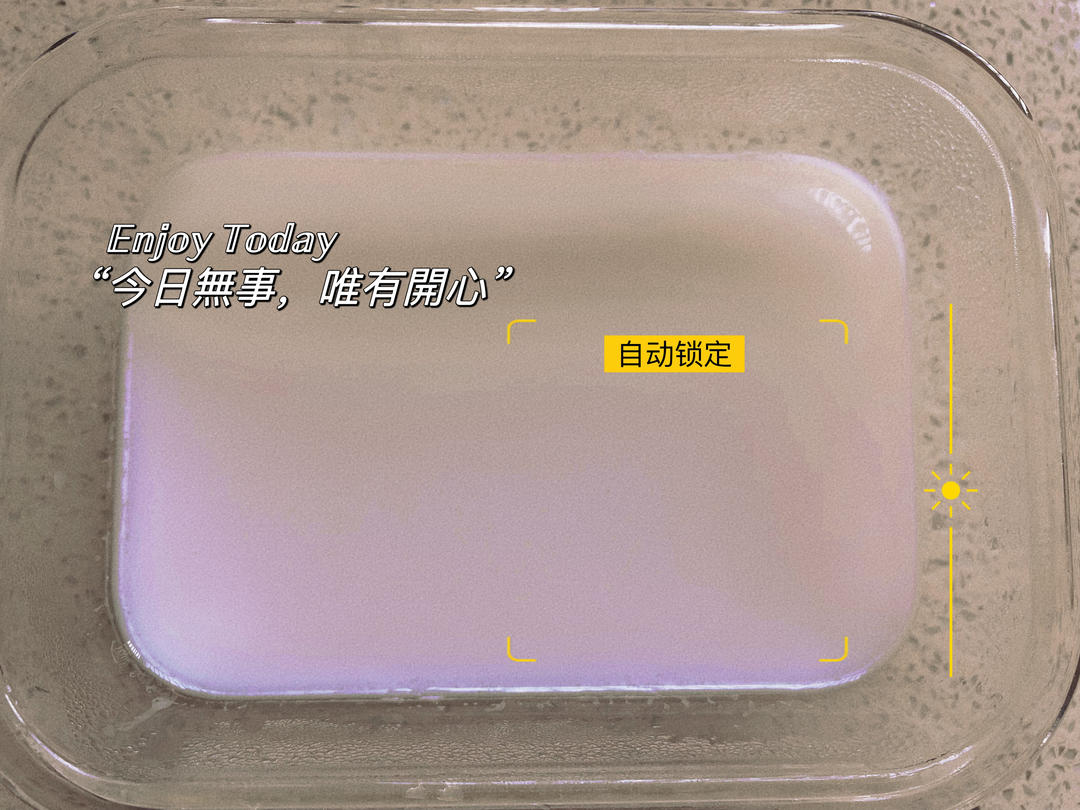 Enjoy Today
“今日無事，唯有開心”
自动锁定